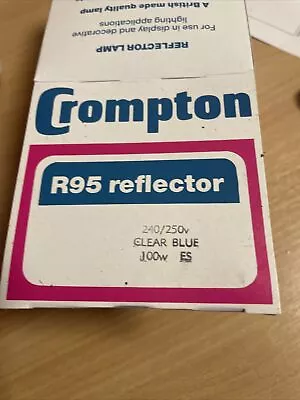 A British made quality lamp
For use in display and decorative
lighting applications
REFLECTOR LAMP
Crompton
R95 reflector
240/250v
CLEAR BLUE
100w ES